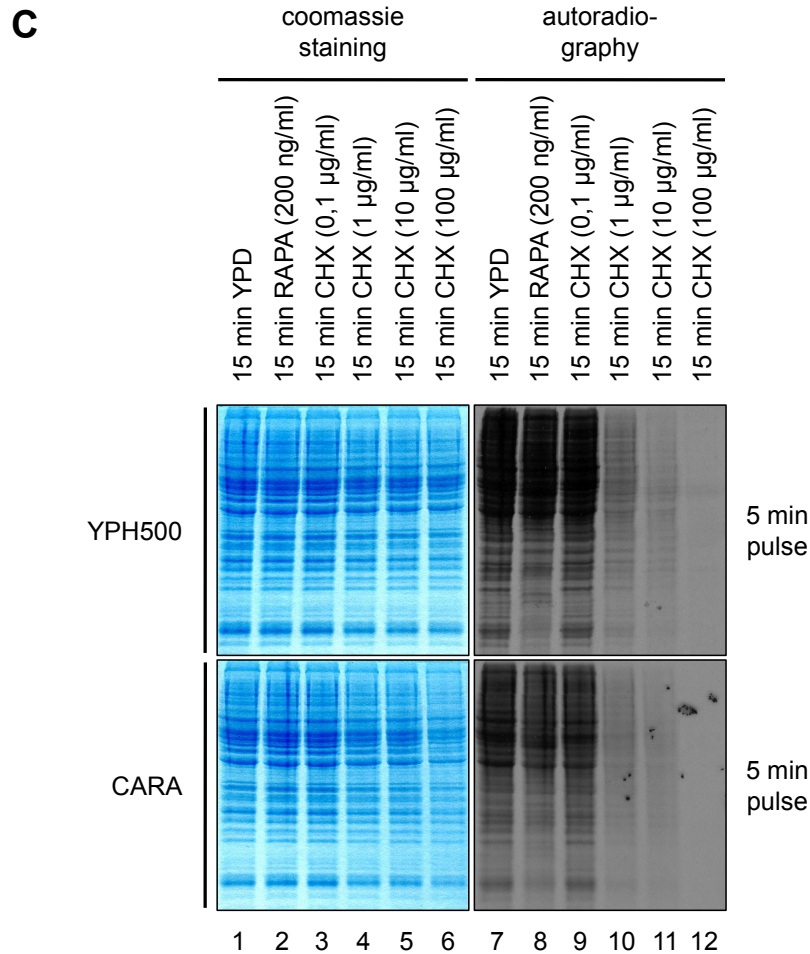 C
coomassie
staining
autoradio-
graphy
15 min YPD
15 min RAPA (200 ng/ml)
15 min CHX (0,1 µg/ml)
15 min CHX (1 µg/ml)
15 min CHX (10 µg/ml)
15 min CHX (100 µg/ml)
15 min YPD
15 min RAPA (200 ng/ml)
15 min CHX (0,1 µg/ml)
15 min CHX (1 µg/ml)
15 min CHX (10 µg/ml)
15 min CHX (100 µg/ml)
YPH500
5 min
pulse
CARA
5 min
pulse
1 2 3 4 5 6 7 8 9 10 11 12